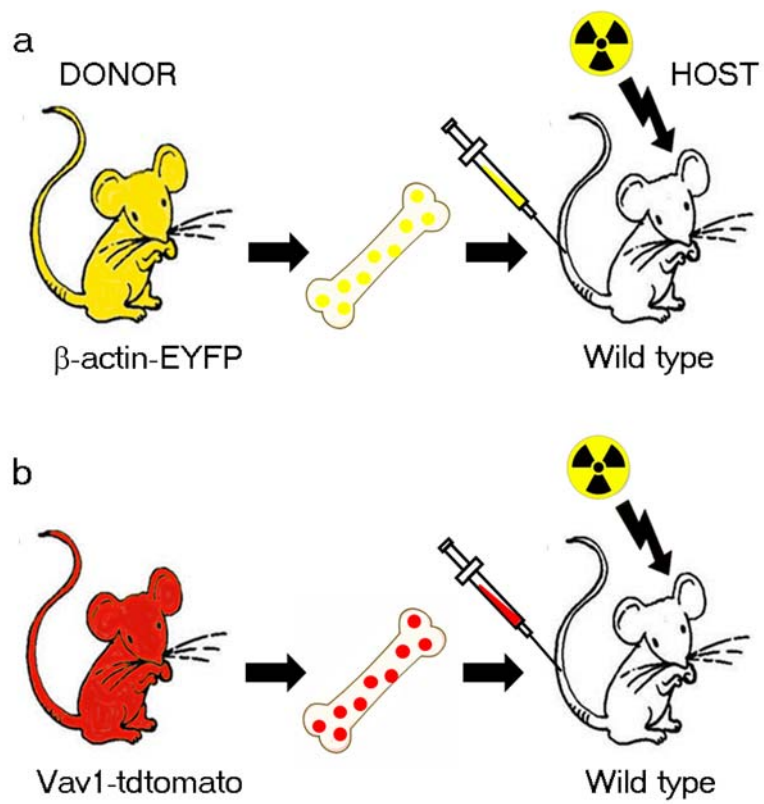 a
DONOR
HOST
β-actin-EYFP
Wild type
b
Vav1-tdtomato
Wild type